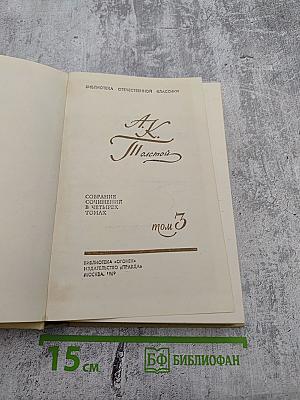 БИБЛИОТЕКА ОТЕЧЕСТВЕННОЙ КЛАССИКИ
А.К.
Толстой
СОБРАНИЕ
СОЧИНЕНИЙ
В ЧЕТЫРЕХ
ТОМАХ
том 3
БИБЛИОТЕКА «ОГОНЕК»
ИЗДАТЕЛЬСТВО «ПРАВДА»
МОСКВА, 1969
15 см
БФ БИБЛИОФАН